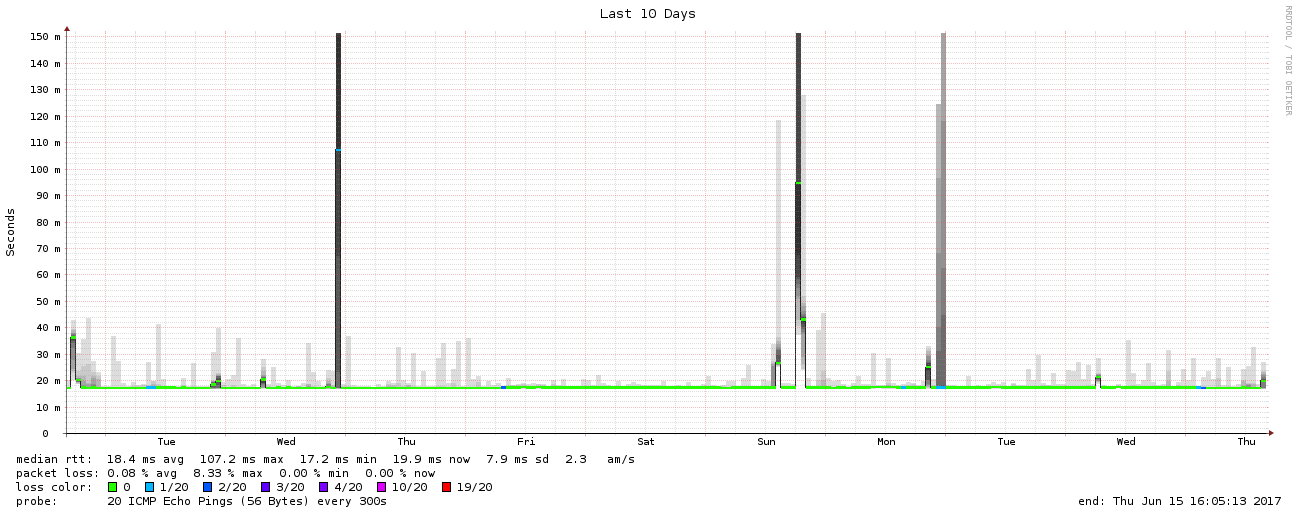 Last 10 Days
RRDTOOL / TOBI OETIKER
Seconds
150 m
140 m
130 m
120 m
110 m
100 m
90 m
80 m
70 m
60 m
50 m
40 m
30 m
20 m
10 m
0
Tue Wed Thu Fri Sat Sun Mon Tue Wed Thu
median rtt: 18.4 ms avg 107.2 ms max 17.2 ms min 19.9 ms now 7.9 ms sd 2.3 am/s
packet loss: 0.08 % avg 8.33 % max 0.00 % min 0.00 % now
loss color: 0 1/20 2/20 3/20 4/20 10/20 19/20
probe: 20 ICMP Echo Pings (56 Bytes) every 300s end: Thu Jun 15 16:05:13 2017